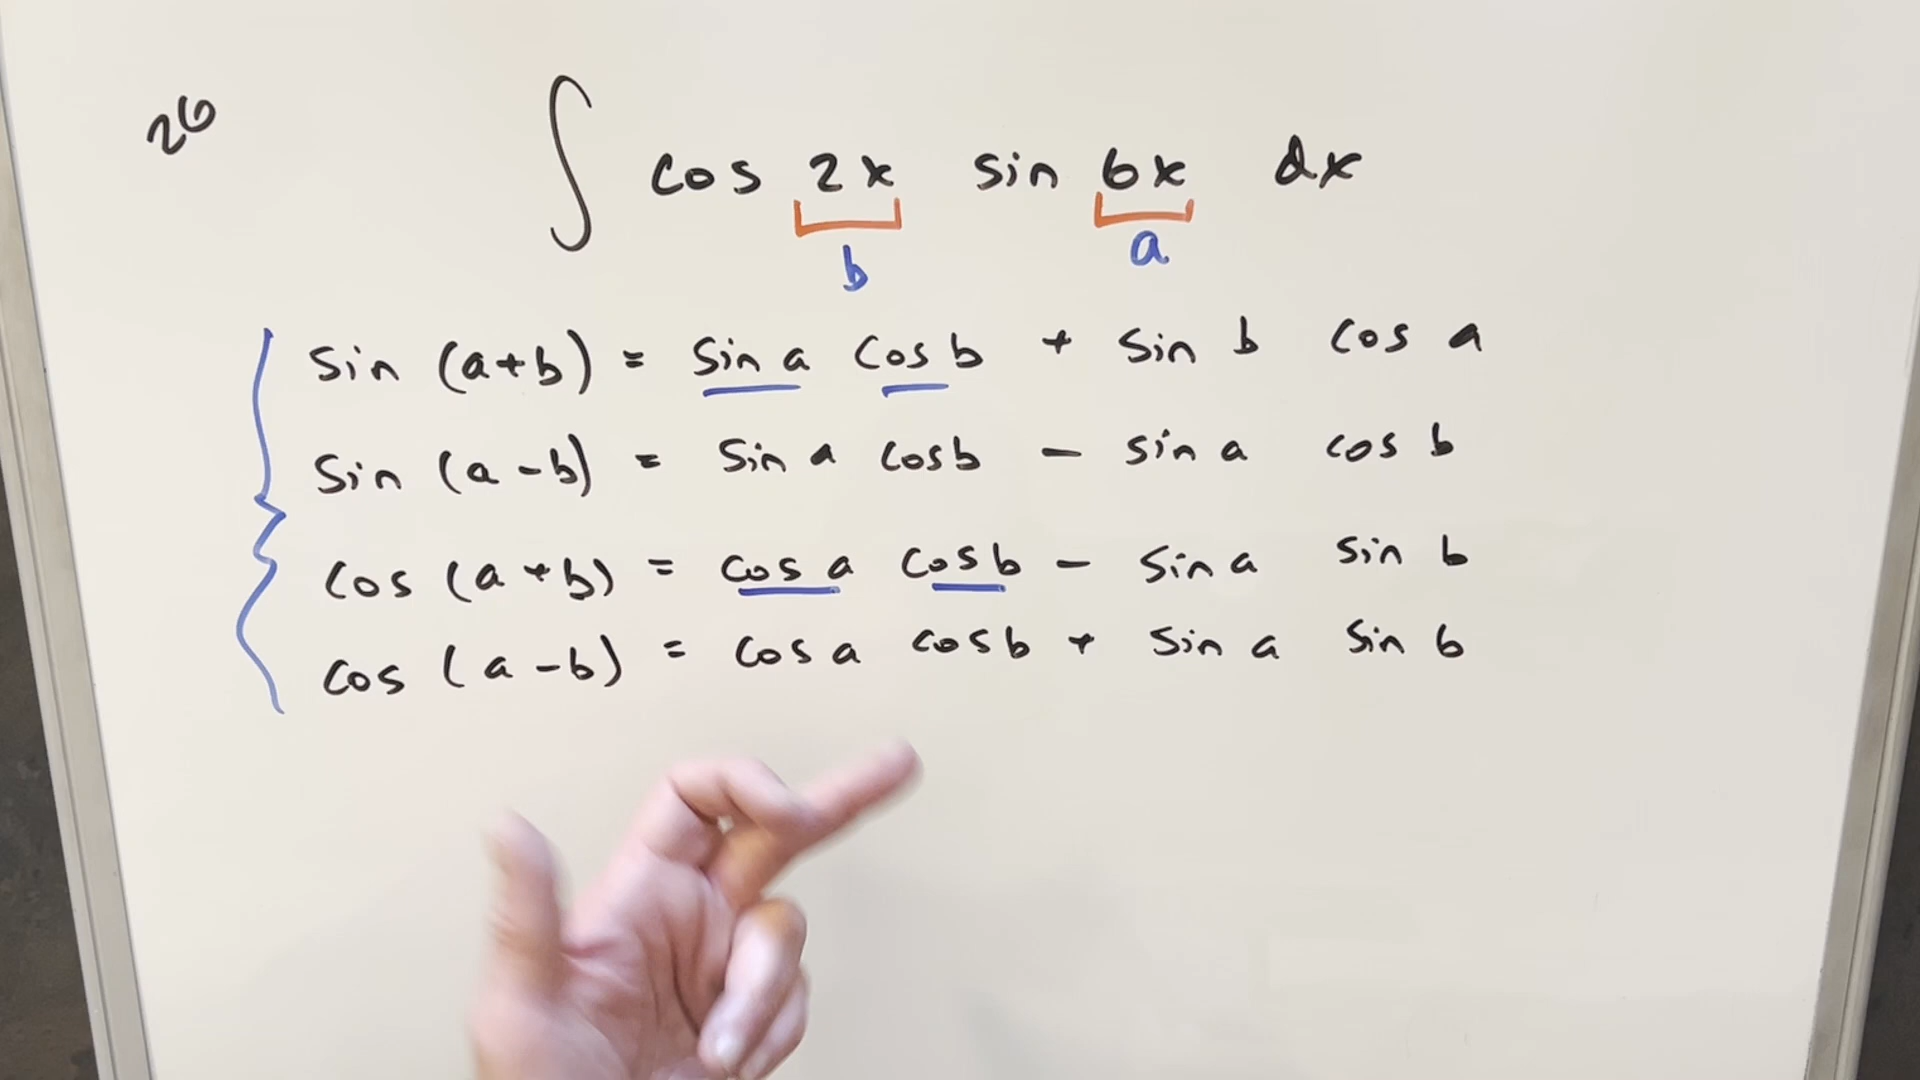 26
∫ cos 2x sin 6x dx
b a
sin (a+b) = sin a cos b + sin b cos a
sin (a-b) = sin a cos b - sin a cos b
cos (a+b) = cos a cos b - sin a sin b
cos (a-b) = cos a cos b + sin a sin b